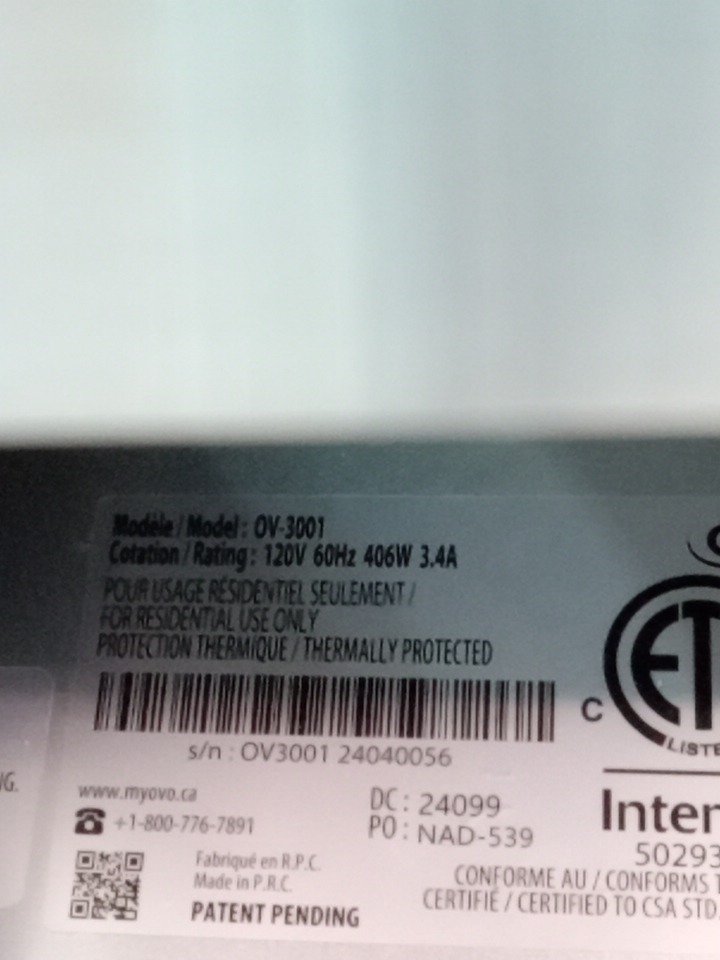 Modèle / Model : OV-3001
Cotation / Rating : 120V 60Hz 406W 3.4A
POUR USAGE RÉSIDENTIEL SEULEMENT /
FOR RESIDENTIAL USE ONLY
PROTECTION THERMIQUE / THERMALLY PROTECTED
s/n : OV3001 24040056
www.myovo.ca
+1-800-776-7891
DC : 24099
PO : NAD-539
Fabriqué en R.P.C.
Made in P.R.C.
PATENT PENDING
C
ET
LISTE
Inter
50293
CONFORME AU / CONFORMS T
CERTIFIÉ / CERTIFIED TO CSA STD.
G.